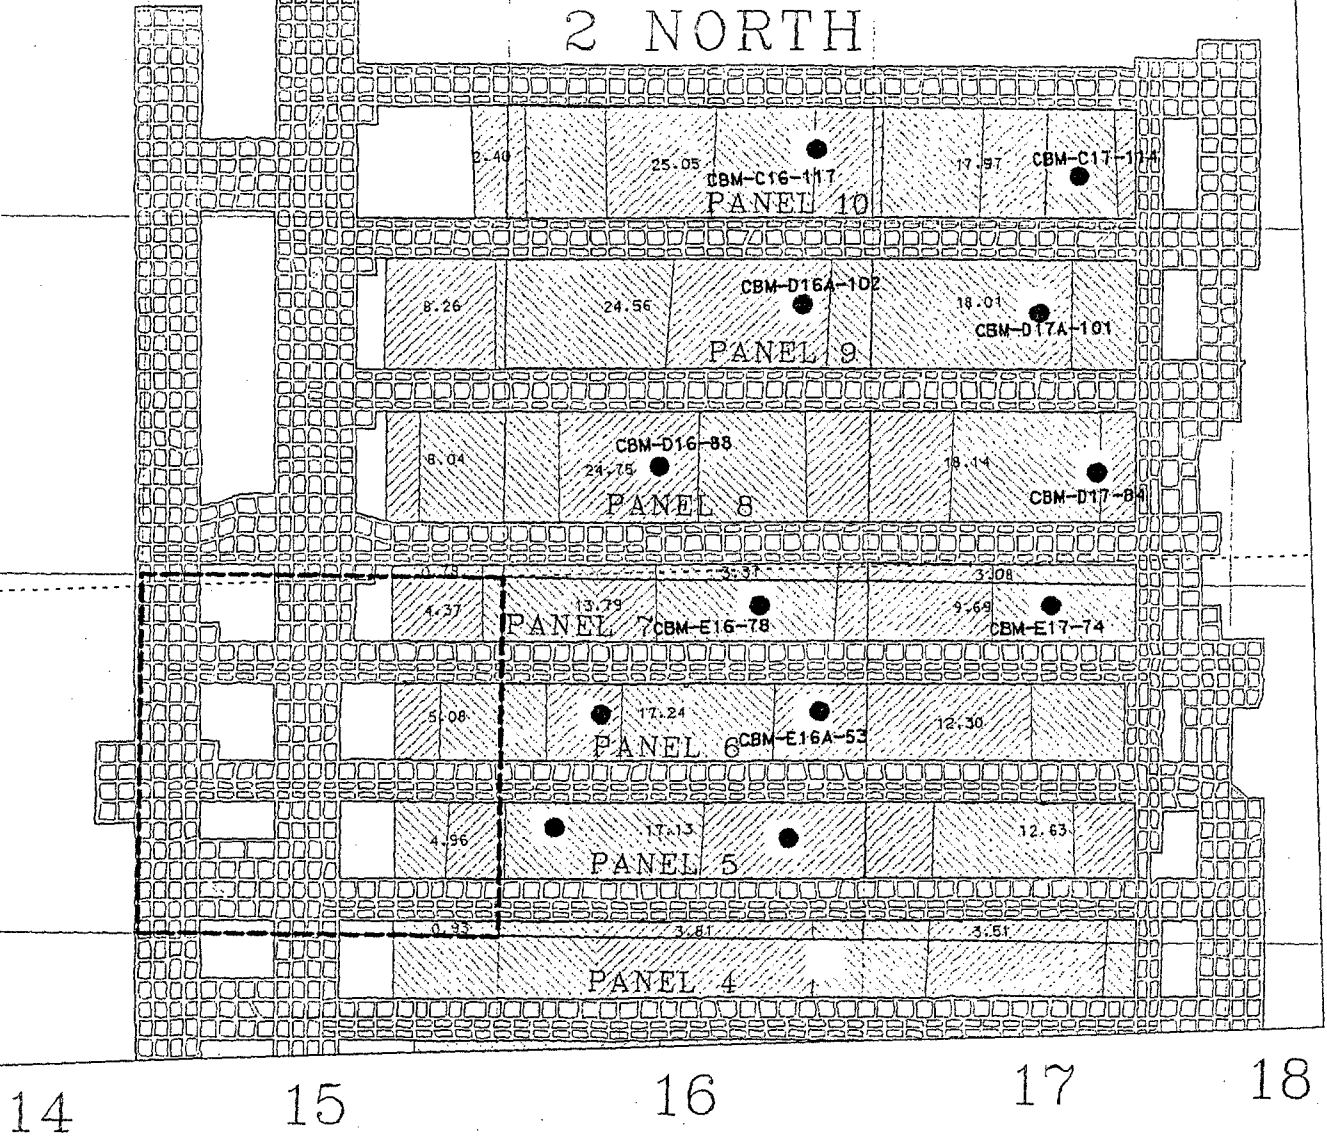 2 NORTH
2.40
25.05
17.97
CBM-C17-114
CBM-C16-117
PANEL 10
CBM-D16A-102
8.26
24.56
18.01
CBM-D17A-101
PANEL 9
CBM-D16-88
8.04
24.75
18.14
CBM-D17-84
PANEL 8
0.79
3.37
3.08
4.37
13.79
9.69
PANEL 7
CBM-E16-78
CBM-E17-74
5.08
17.24
12.30
PANEL 6
CBM-E16A-53
4.96
17.13
12.63
PANEL 5
0.93
3.81
3.51
PANEL 4
14
15
16
17
18